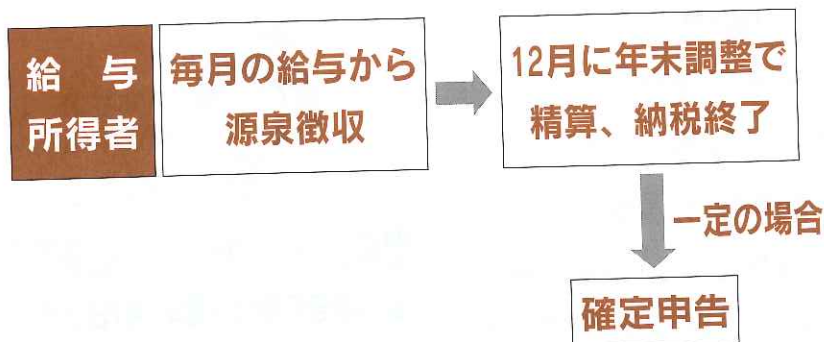 給　与
所得者
毎月の給与から
源泉徴収
12月に年末調整で
精算、納税終了
一定の場合
確定申告